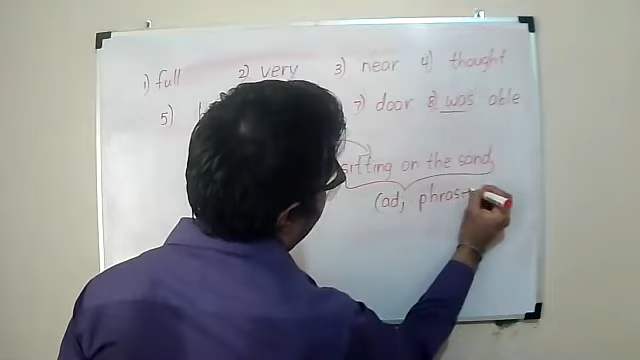 1) full 2) very 3) near 4) thought
5) 7) door 8) was able
sitting on the sand
(adj phrase